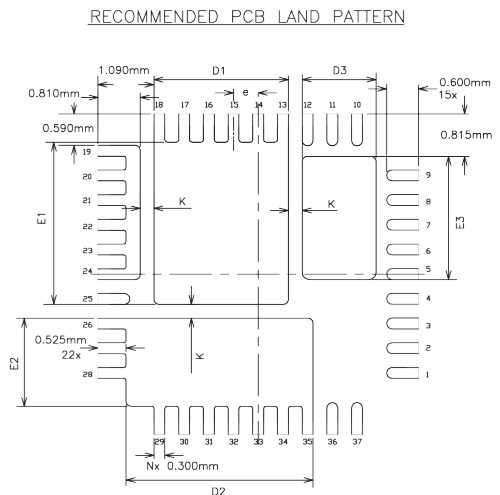 RECOMMENDED PCB LAND PATTERN
1.090mm
D1
D3
0.810mm
e
0.600mm
15x
18 17 16 15 14 13 12 11 10
0.590mm
0.815mm
19
20
21
22
23
24
25
26
28
9
8
7
6
5
4
3
2
1
E1
K
K
E3
0.525mm
22x
E2
K
29 30 31 32 33 34 35 36 37
Nx 0.300mm
D2